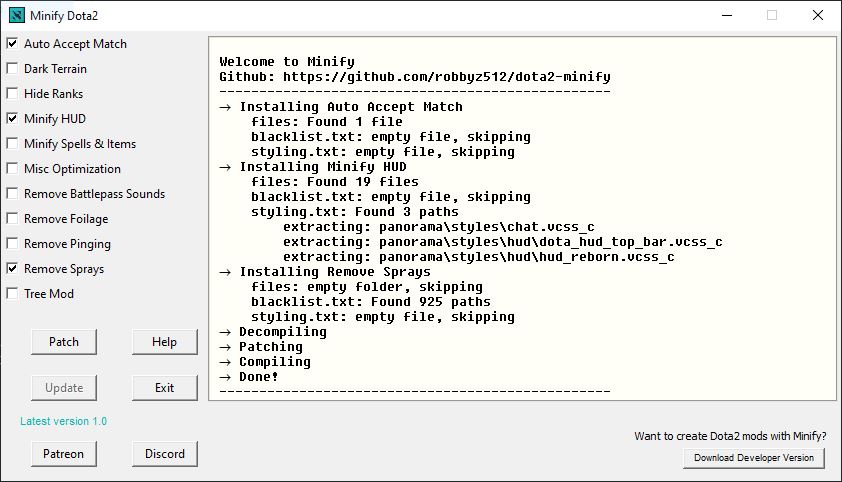 Minify Dota2
Auto Accept Match
Dark Terrain
Hide Ranks
Minify HUD
Minify Spells & Items
Misc Optimization
Remove Battlepass Sounds
Remove Foilage
Remove Pinging
Remove Sprays
Tree Mod
Patch
Help
Update
Exit
Latest version 1.0
Patreon
Discord
Welcome to Minify
Github: https://github.com/robbyz512/dota2-minify
-------------------------------------------------
→ Installing Auto Accept Match
files: Found 1 file
blacklist.txt: empty file, skipping
styling.txt: empty file, skipping
→ Installing Minify HUD
files: Found 19 files
blacklist.txt: empty file, skipping
styling.txt: Found 3 paths
extracting: panorama\styles\chat.vcss_c
extracting: panorama\styles\hud\dota_hud_top_bar.vcss_c
extracting: panorama\styles\hud\hud_reborn.vcss_c
→ Installing Remove Sprays
files: empty folder, skipping
blacklist.txt: Found 925 paths
styling.txt: empty file, skipping
→ Decompiling
→ Patching
→ Compiling
→ Done!
-------------------------------------------------
Want to create Dota2 mods with Minify?
Download Developer Version